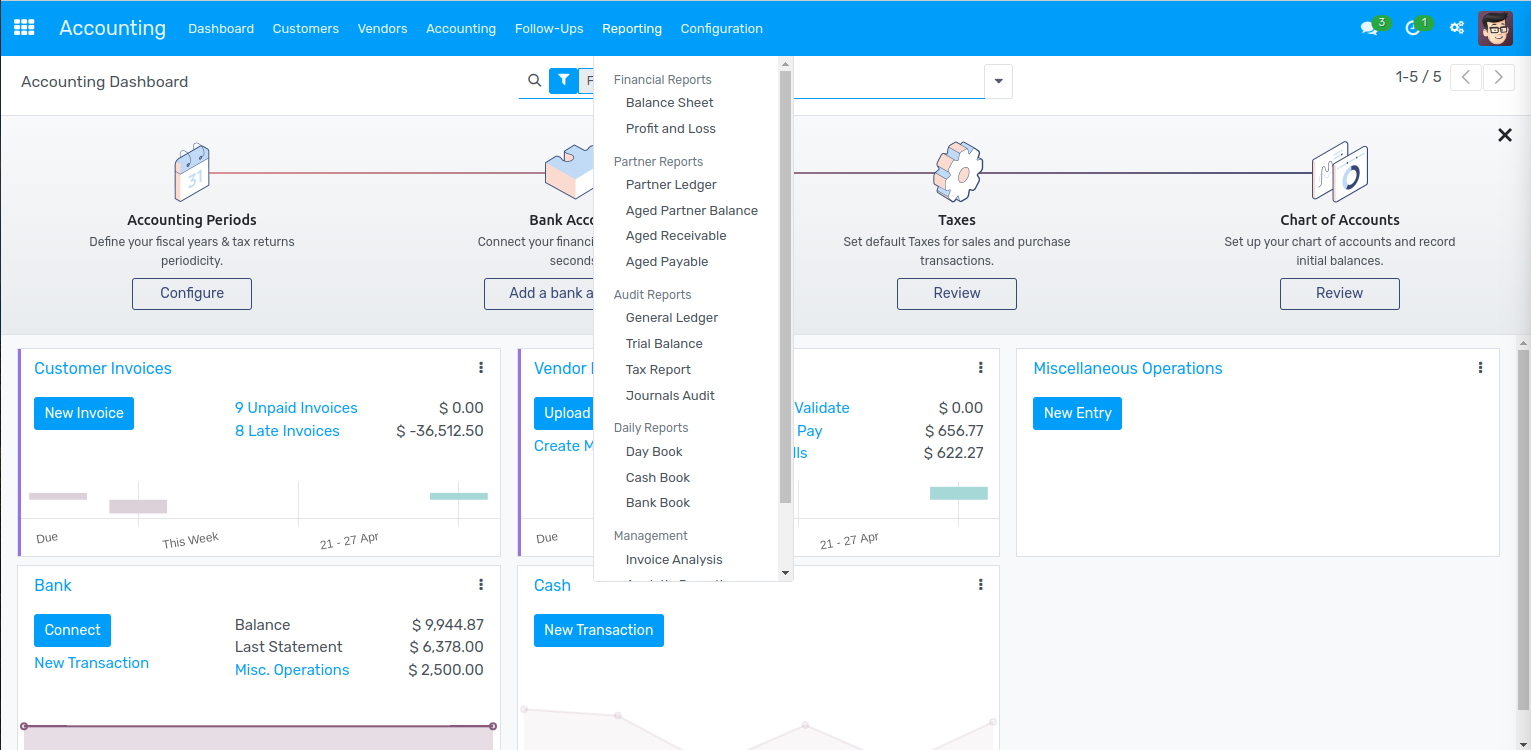 Accounting Dashboard Customers Vendors Accounting Follow-Ups Reporting Configuration 3 1
Accounting Dashboard
1-5 / 5
Financial Reports
Balance Sheet
Profit and Loss
Partner Reports
Partner Ledger
Aged Partner Balance
Aged Receivable
Aged Payable
Audit Reports
General Ledger
Trial Balance
Tax Report
Journals Audit
Daily Reports
Day Book
Cash Book
Bank Book
Management
Invoice Analysis
31
Accounting Periods
Define your fiscal years & tax returns
periodicity.
Configure
Bank Acco
Connect your financi
seconds
Add a bank a
Taxes
Set default Taxes for sales and purchase
transactions.
Review
Chart of Accounts
Set up your chart of accounts and record
initial balances.
Review
Customer Invoices
New Invoice
9 Unpaid Invoices $ 0.00
8 Late Invoices $ -36,512.50
Due This Week 21 - 27 Apr
Vendor
Upload
Create M
Validate $ 0.00
Pay $ 656.77
lls $ 622.27
Due 21 - 27 Apr
Miscellaneous Operations
New Entry
Bank
Connect
New Transaction
Balance $ 9,944.87
Last Statement $ 6,378.00
Misc. Operations $ 2,500.00
Cash
New Transaction